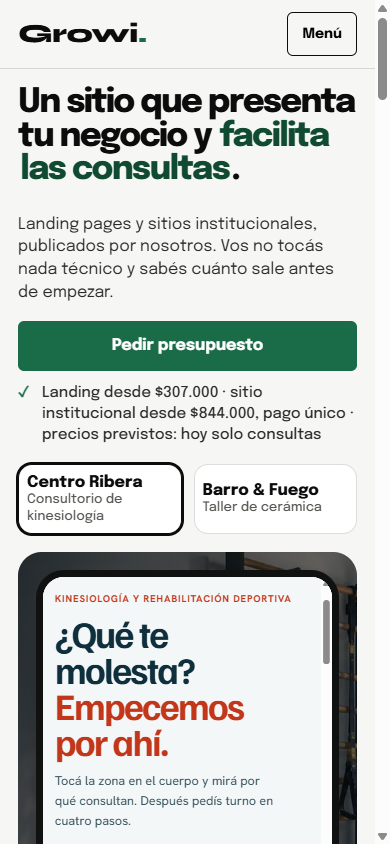 Growi.
Menú
Un sitio que presenta
tu negocio y facilita
las consultas.
Landing pages y sitios institucionales,
publicados por nosotros. Vos no tocás
nada técnico y sabés cuánto sale antes
de empezar.
Pedir presupuesto
✓ Landing desde $307.000 · sitio
institucional desde $844.000, pago único ·
precios previstos: hoy solo consultas
Centro Ribera
Consultorio de
kinesiología
Barro & Fuego
Taller de cerámica
KINESIOLOGÍA Y REHABILITACIÓN DEPORTIVA
¿Qué te
molesta?
Empecemos
por ahí.
Tocá la zona en el cuerpo y mirá por
qué consultan. Después pedís turno en
cuatro pasos.